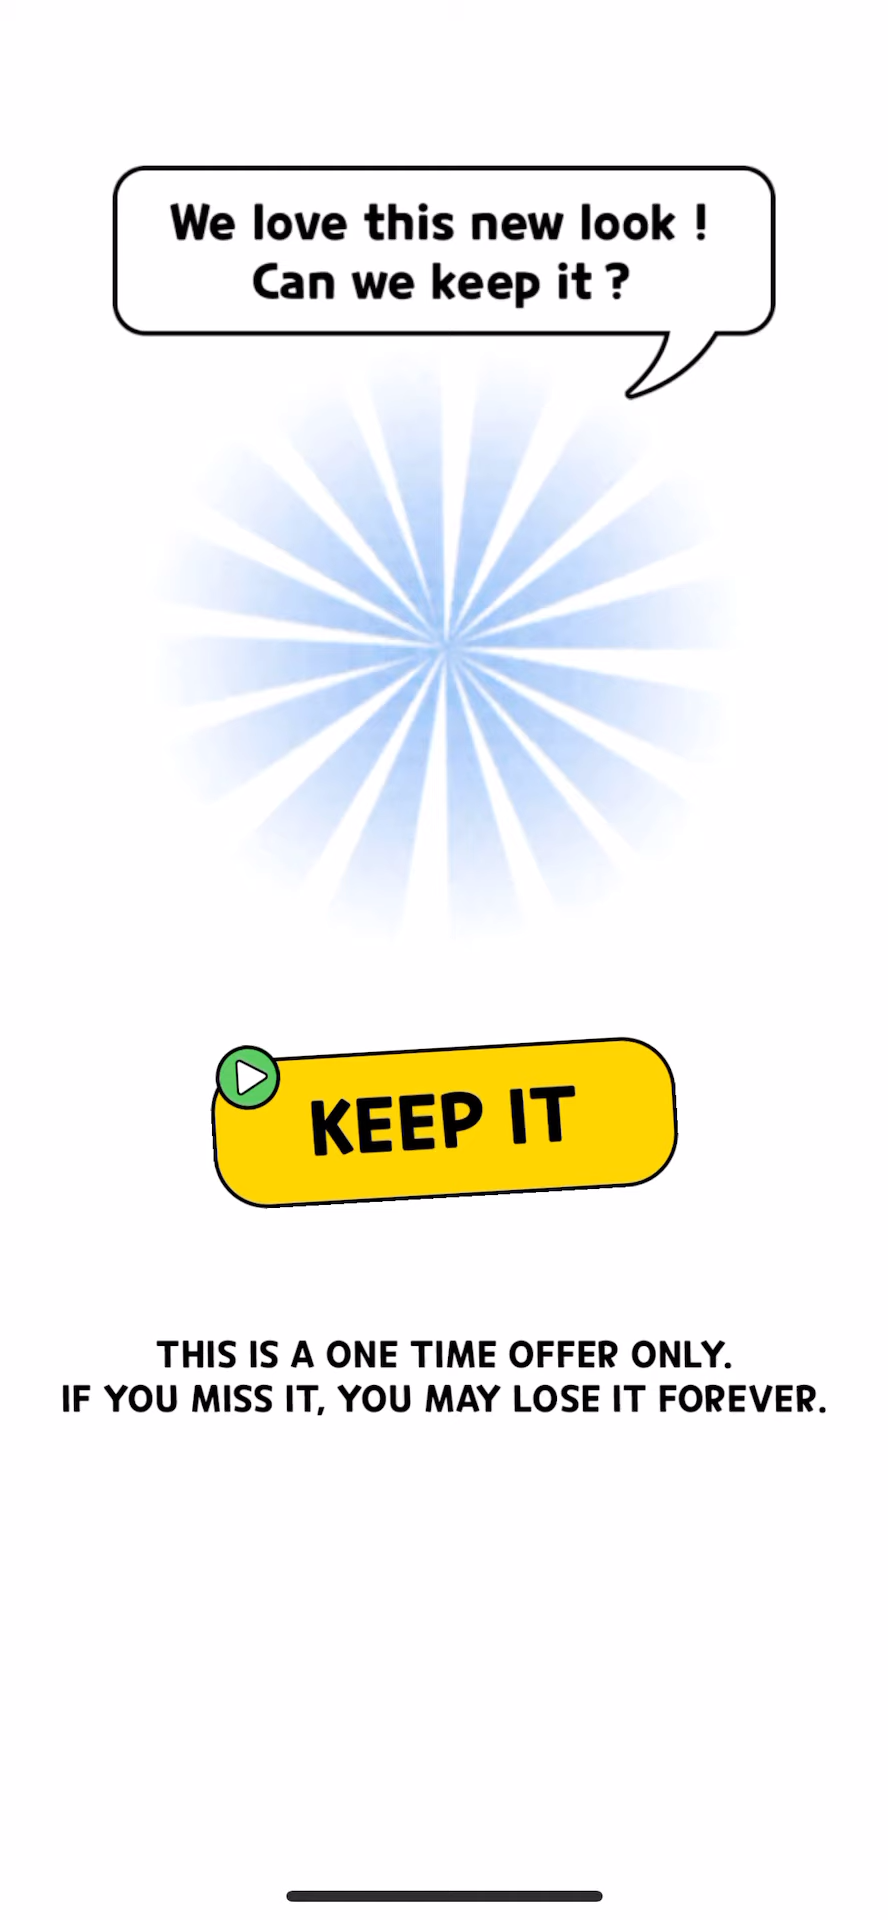 We love this new look !
Can we keep it ?
KEEP IT
THIS IS A ONE TIME OFFER ONLY.
IF YOU MISS IT, YOU MAY LOSE IT FOREVER.